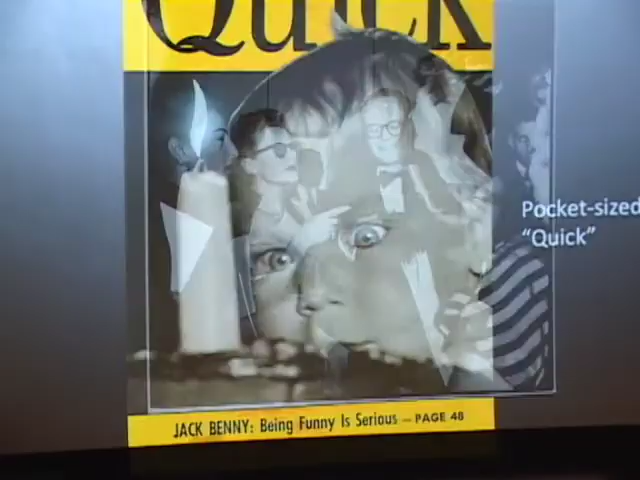 Quick
Pocket-sized
“Quick”
JACK BENNY: Being Funny Is Serious – PAGE 48